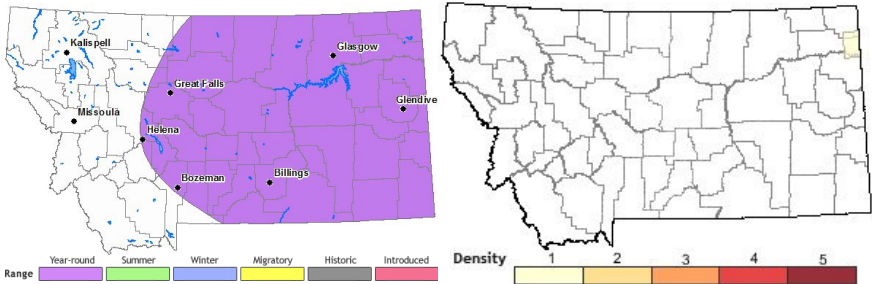 Kalispell
Glasgow
Great Falls
Glendive
Missoula
Helena
Bozeman
Billings
Year-round Summer Winter Migratory Historic Introduced
Range
Density 1 2 3 4 5